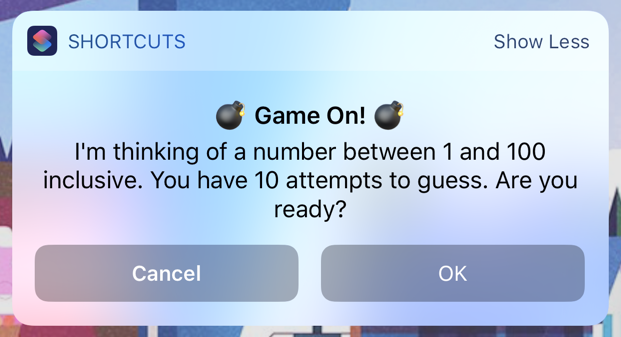 SHORTCUTS
Show Less
💣 Game On! 💣
I'm thinking of a number between 1 and 100
inclusive. You have 10 attempts to guess. Are you
ready?
Cancel
OK